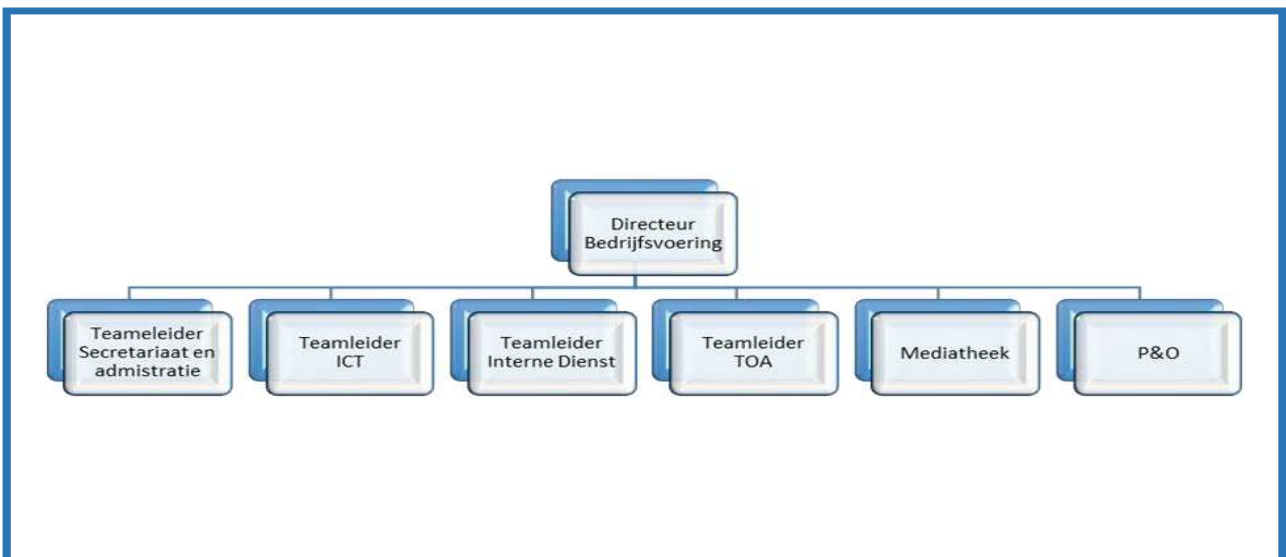 Directeur
Bedrijfsvoering
Teameleider
Secretariaat en
admistratie
Teamleider
ICT
Teamleider
Interne Dienst
Teamleider
TOA
Mediatheek
P&O